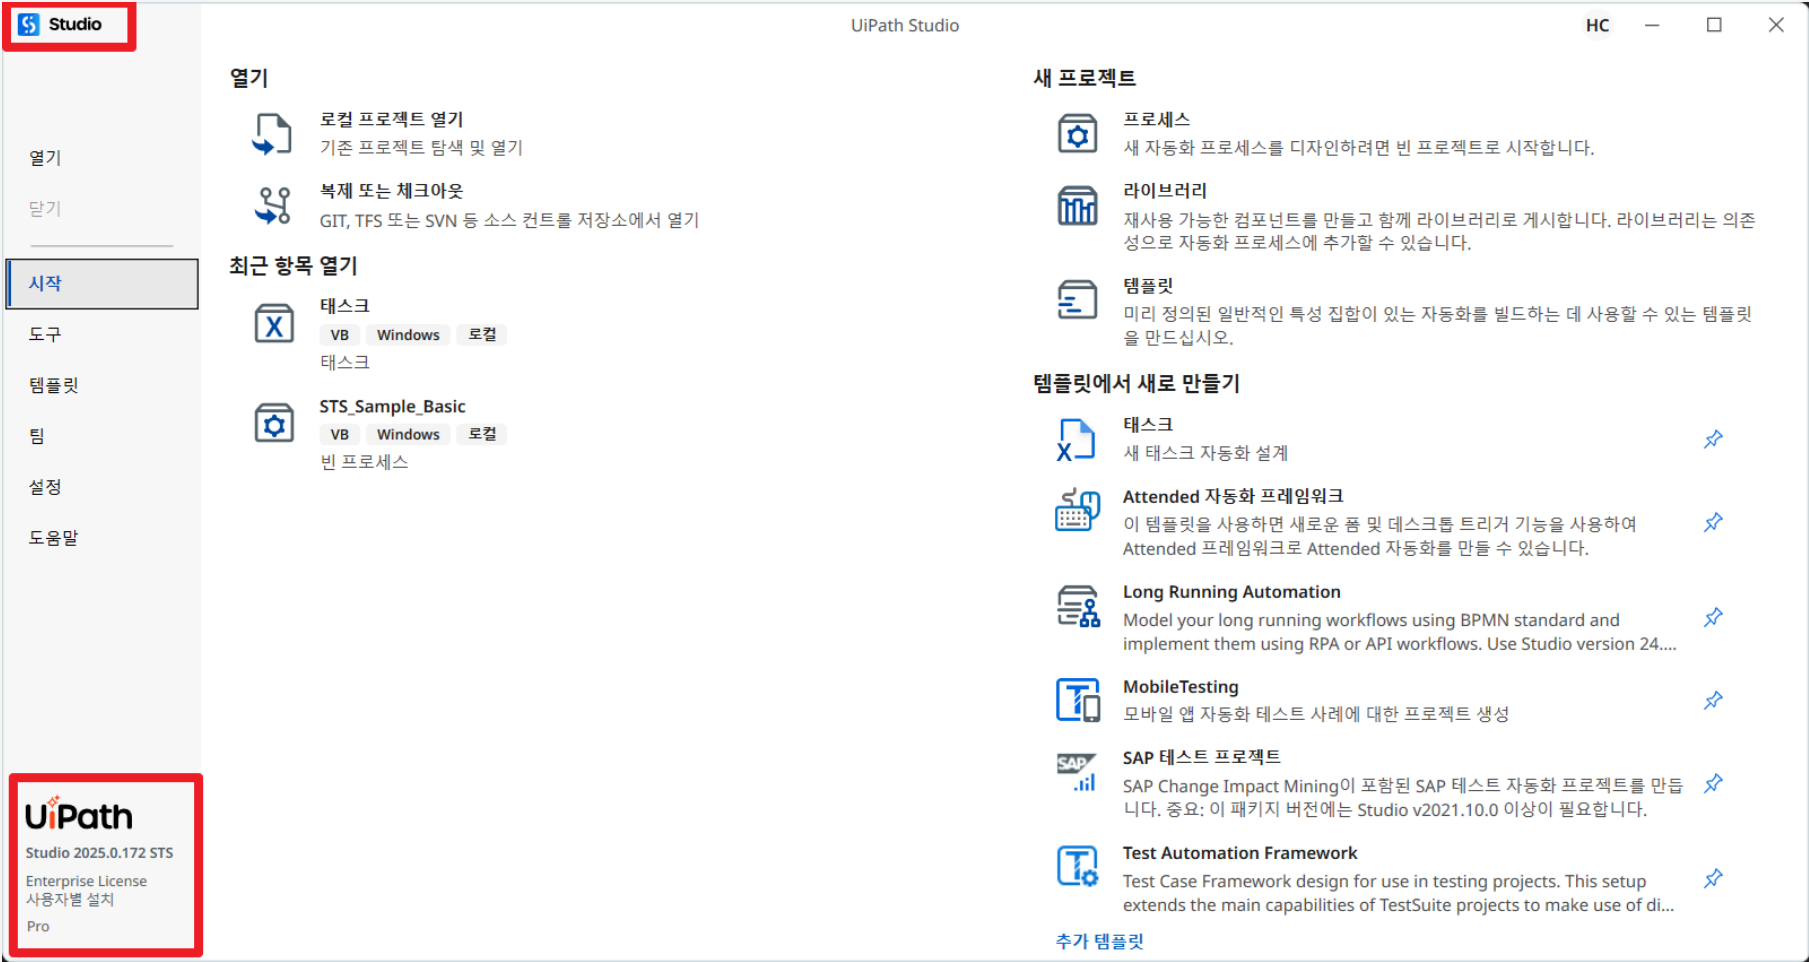 Studio
UiPath Studio
HC
열기
닫기
시작
도구
템플릿
팀
설정
도움말
UiPath
Studio 2025.0.172 STS
Enterprise License
사용자별 설치
Pro
열기
로컬 프로젝트 열기
기존 프로젝트 탐색 및 열기
복제 또는 체크아웃
GIT, TFS 또는 SVN 등 소스 컨트롤 저장소에서 열기
최근 항목 열기
태스크
VB Windows 로컬
태스크
STS_Sample_Basic
VB Windows 로컬
빈 프로세스
새 프로젝트
프로세스
새 자동화 프로세스를 디자인하려면 빈 프로젝트로 시작합니다.
라이브러리
재사용 가능한 컴포넌트를 만들고 함께 라이브러리로 게시합니다. 라이브러리는 의존
성으로 자동화 프로세스에 추가할 수 있습니다.
템플릿
미리 정의된 일반적인 특성 집합이 있는 자동화를 빌드하는 데 사용할 수 있는 템플릿
을 만드십시오.
템플릿에서 새로 만들기
태스크
새 태스크 자동화 설계
Attended 자동화 프레임워크
이 템플릿을 사용하면 새로운 폼 및 데스크톱 트리거 기능을 사용하여
Attended 프레임워크로 Attended 자동화를 만들 수 있습니다.
Long Running Automation
Model your long running workflows using BPMN standard and
implement them using RPA or API workflows. Use Studio version 24....
MobileTesting
모바일 앱 자동화 테스트 사례에 대한 프로젝트 생성
SAP
SAP 테스트 프로젝트
SAP Change Impact Mining이 포함된 SAP 테스트 자동화 프로젝트를 만듭
니다. 중요: 이 패키지 버전에는 Studio v2021.10.0 이상이 필요합니다.
Test Automation Framework
Test Case Framework design for use in testing projects. This setup
extends the main capabilities of TestSuite projects to make use of di...
추가 템플릿